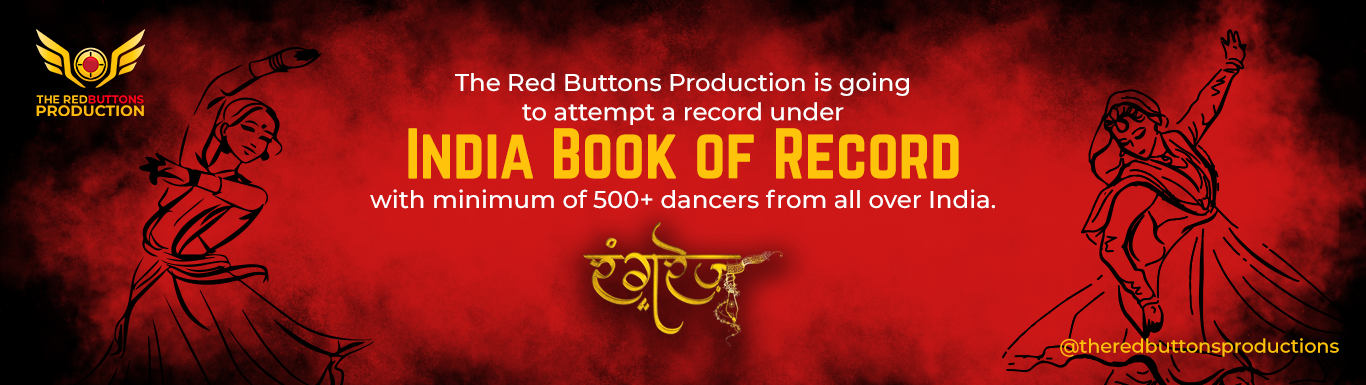 THE REDBUTTONS
PRODUCTION
The Red Buttons Production is going
to attempt a record under
India Book of Record
with minimum of 500+ dancers from all over India.
रंगरेज़
@theredbuttonsproductions